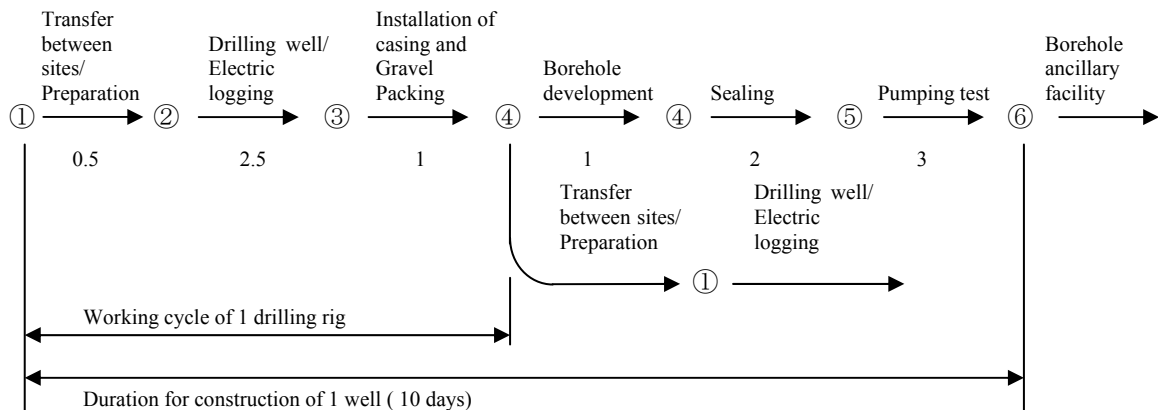 Transfer
between
sites/
Preparation
Drilling well/
Electric
logging
Installation of
casing and
Gravel
Packing
Borehole
development
Sealing
Pumping test
Borehole
ancillary
facility
① ② ③ ④ ④ ⑤ ⑥
0.5 2.5 1 1 2 3
Transfer
between sites/
Preparation
Drilling well/
Electric
logging
①
Working cycle of 1 drilling rig
Duration for construction of 1 well ( 10 days)